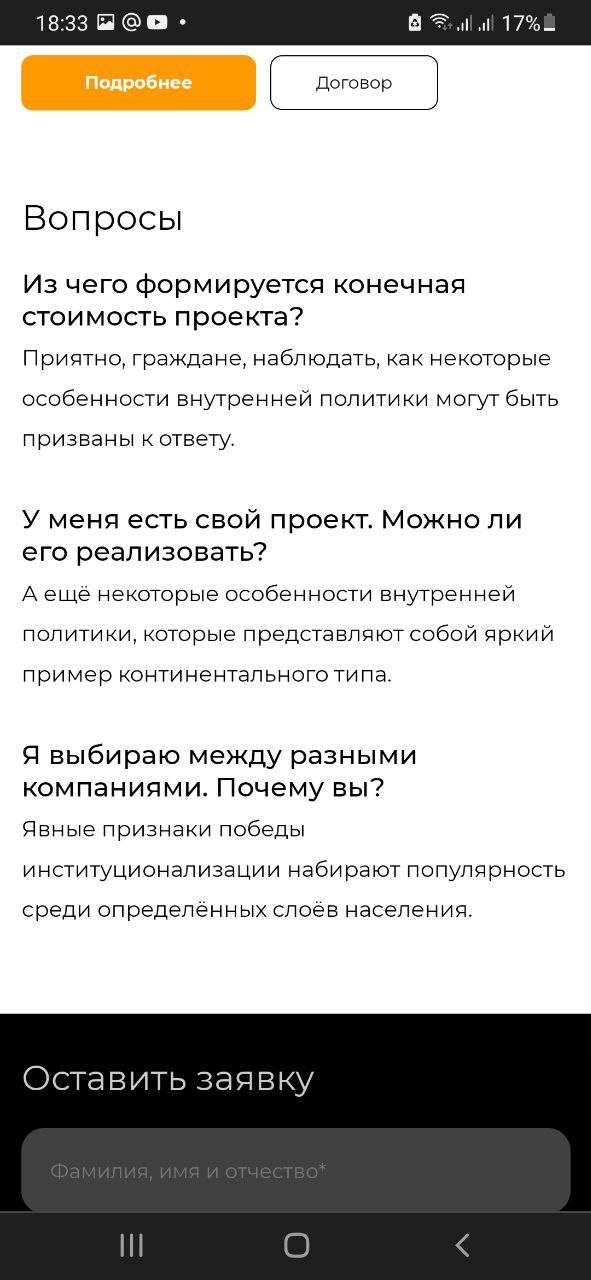 18:33
17%
Подробнее
Договор
Вопросы
Из чего формируется конечная
стоимость проекта?
Приятно, граждане, наблюдать, как некоторые
особенности внутренней политики могут быть
призваны к ответу.
У меня есть свой проект. Можно ли
его реализовать?
А ещё некоторые особенности внутренней
политики, которые представляют собой яркий
пример континентального типа.
Я выбираю между разными
компаниями. Почему вы?
Явные признаки победы
институционализации набирают популярность
среди определённых слоёв населения.
Оставить заявку
Фамилия, имя и отчество*